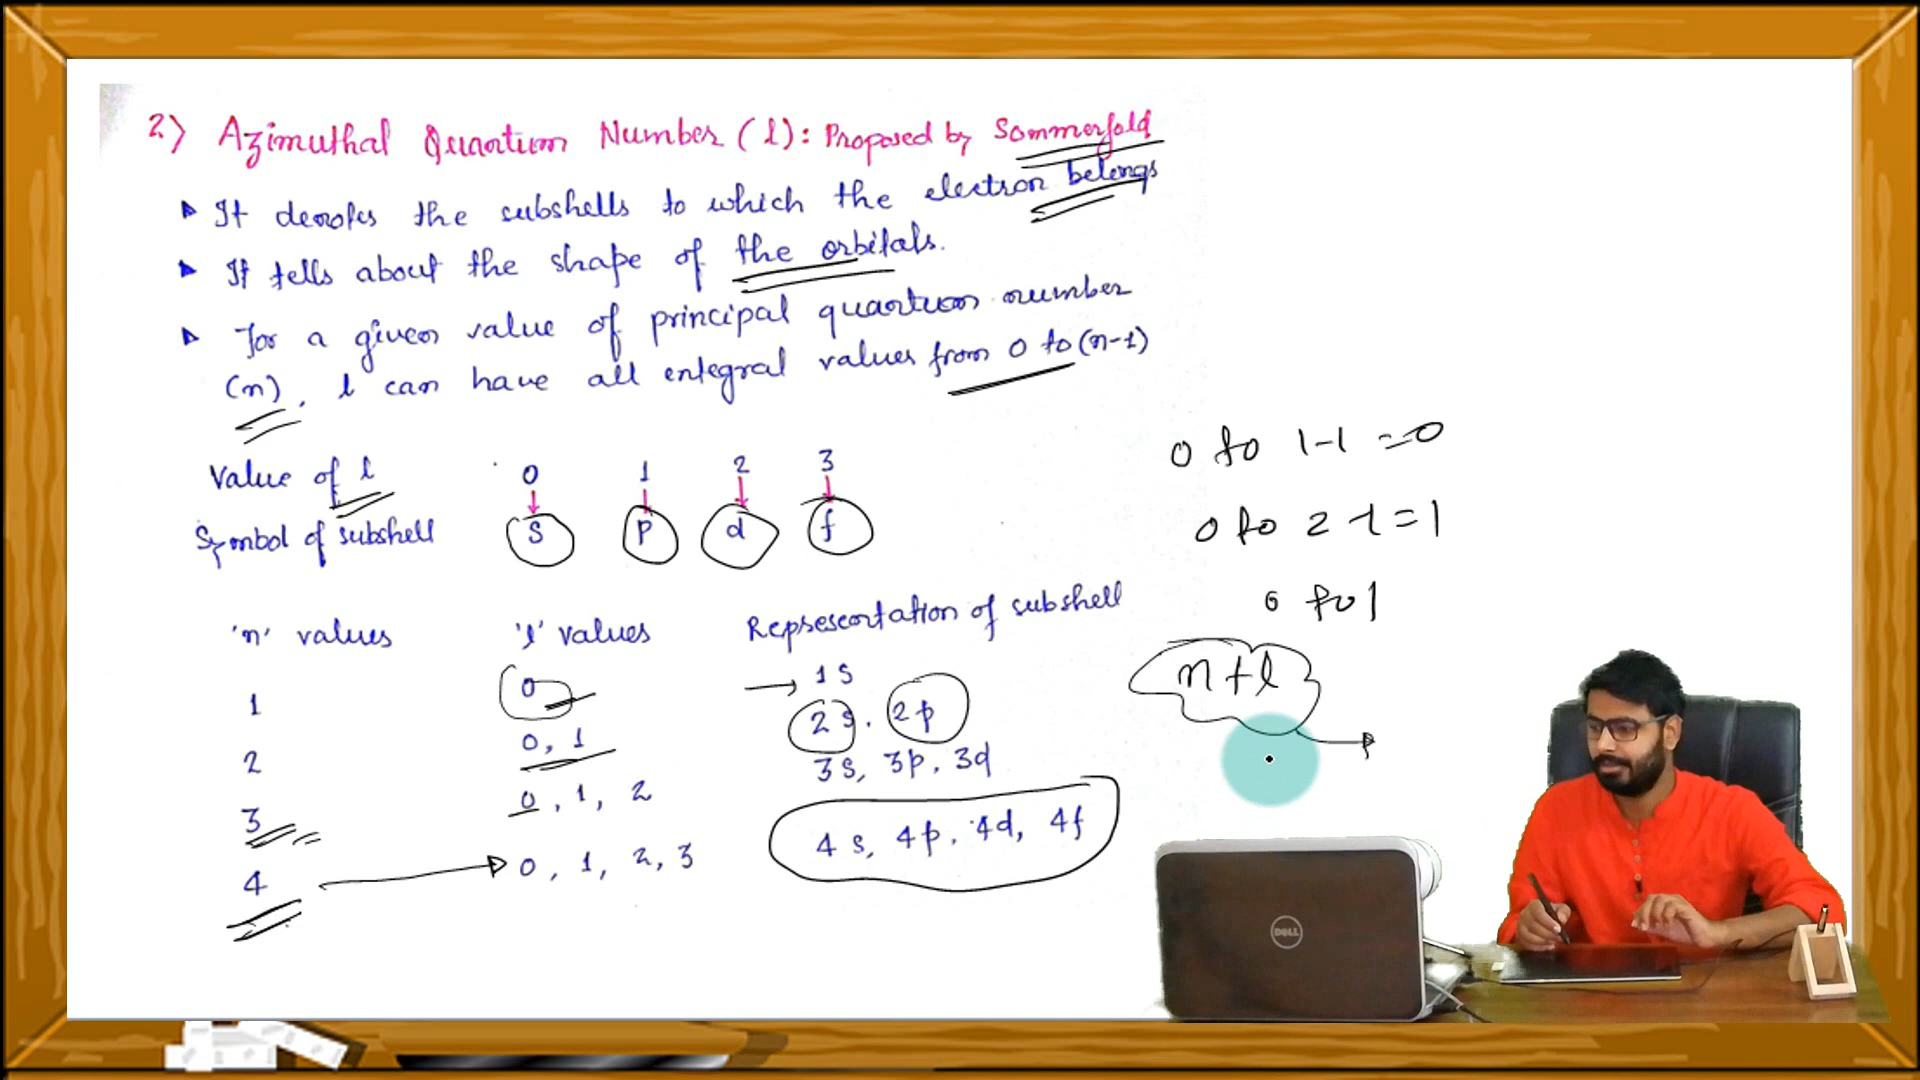 2) Azimuthal Quantum Number (l): Proposed by Sommerfold
It denotes the subshells to which the electron belongs
It tells about the shape of the orbitals.
For a given value of principal quantum number
(n), l can have all integral values from 0 to (n-1)
Value of l 0 1 2 3
Symbol of subshell s p d f
'n' values 'l' values Representation of subshell
1 0 1s
2 0, 1 2s, 2p
3 0, 1, 2 3s, 3p, 3d
4 0, 1, 2, 3 4s, 4p, 4d, 4f
0 to 1-1 = 0
0 to 2-1 = 1
0 to 1
n+l
DELL